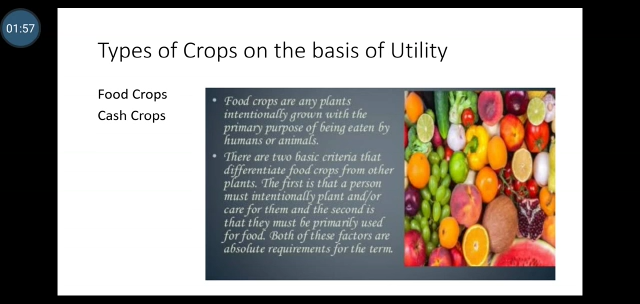 01:57
Types of Crops on the basis of Utility
Food Crops
Cash Crops
• Food crops are any plants
intentionally grown with the
primary purpose of being eaten by
humans or animals.
• There are two basic criteria that
differentiate food crops from other
plants. The first is that a person
must intentionally plant and/or
care for them and the second is
that they must be primarily used
for food. Both of these factors are
absolute requirements for the term.